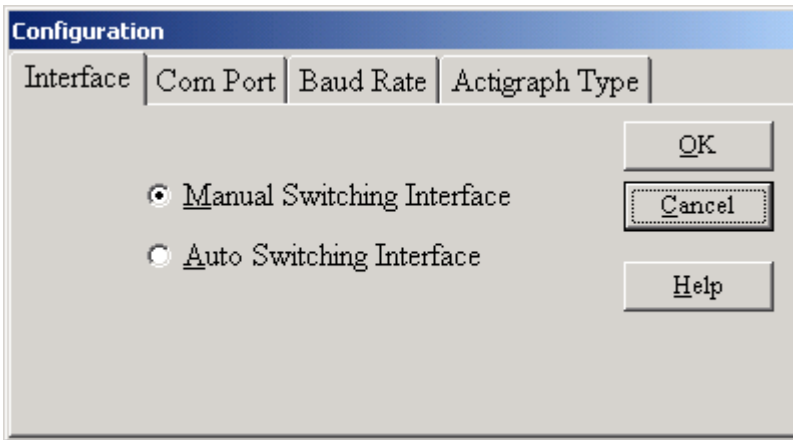 Configuration
Interface Com Port Baud Rate Actigraph Type
OK
Manual Switching Interface
Cancel
Auto Switching Interface
Help